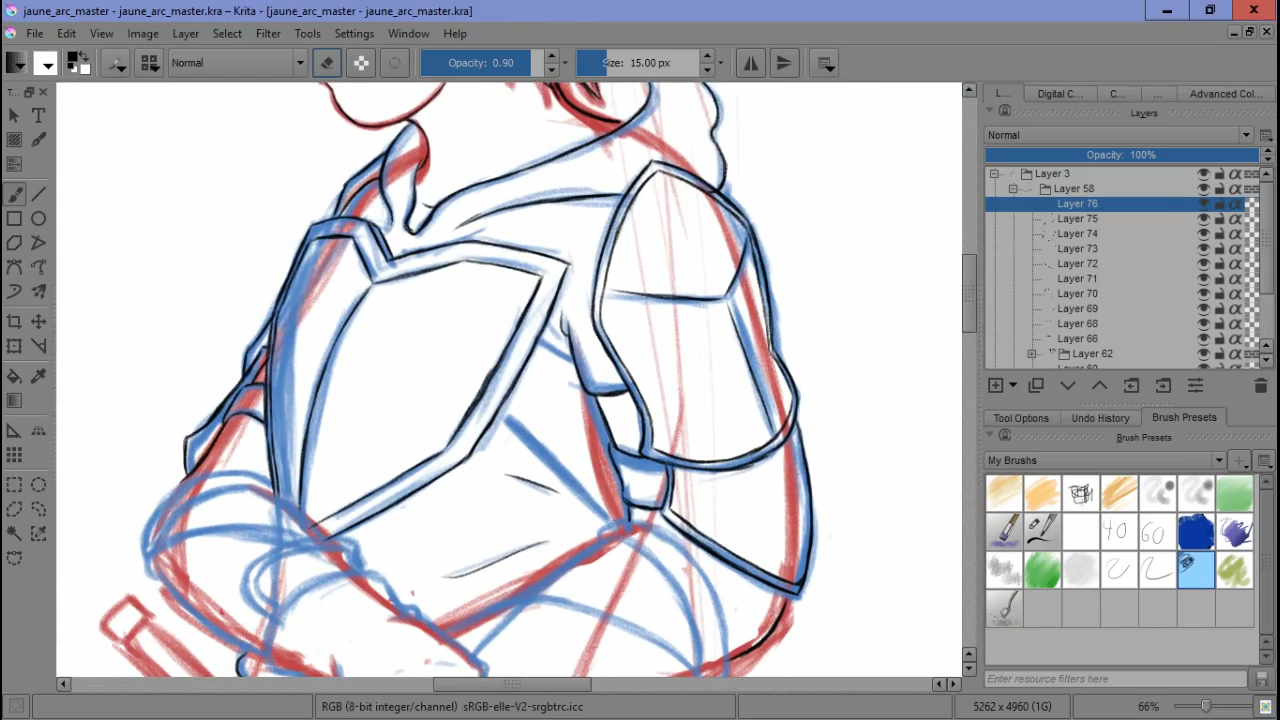 jaune_arc_master - jaune_arc_master.kra – Krita - [jaune_arc_master - jaune_arc_master.kra]
File Edit View Image Layer Select Filter Tools Settings Window Help
Normal Opacity: 0.90 Size: 15.00 px
T... L... Digital C... C... ... Advanced Col...
Layers
Normal
Opacity: 100%
Layer 3
Layer 58
Layer 76
Layer 75
Layer 74
Layer 73
Layer 72
Layer 71
Layer 70
Layer 69
Layer 68
Layer 66
Layer 62
Tool Options Undo History Brush Presets
Brush Presets
My Brushes
40 60
Enter resource filters here
RGB (8-bit integer/channel) sRGB-elle-V2-srgbtrc.icc 5262 x 4960 (1G) 66%